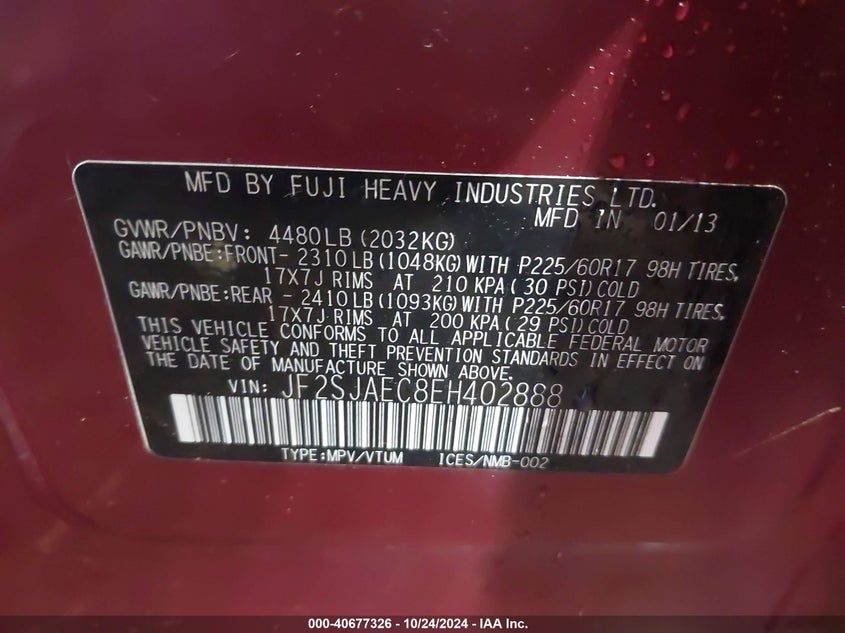 MFD BY FUJI HEAVY INDUSTRIES LTD.
MFD IN 01/13
GVWR/PNBV: 4480LB (2032KG)
GAWR/PNBE:FRONT- 2310LB (1048KG) WITH P225/60R17 98H TIRES,
17X7J RIMS AT 210 KPA (30 PSI) COLD
GAWR/PNBE:REAR - 2410LB (1093KG) WITH P225/60R17 98H TIRES,
17X7J RIMS AT 200 KPA (29 PSI) COLD
THIS VEHICLE CONFORMS TO ALL APPLICABLE FEDERAL MOTOR
VEHICLE SAFETY AND THEFT PREVENTION STANDARDS IN EFFECT ON
THE DATE OF MANUFACTURE SHOWN ABOVE.
VIN: JF2SJAEC8EH402888
TYPE:MPV/VTUM ICES/NMB-002
000-40677326 - 10/24/2024 - IAA Inc.